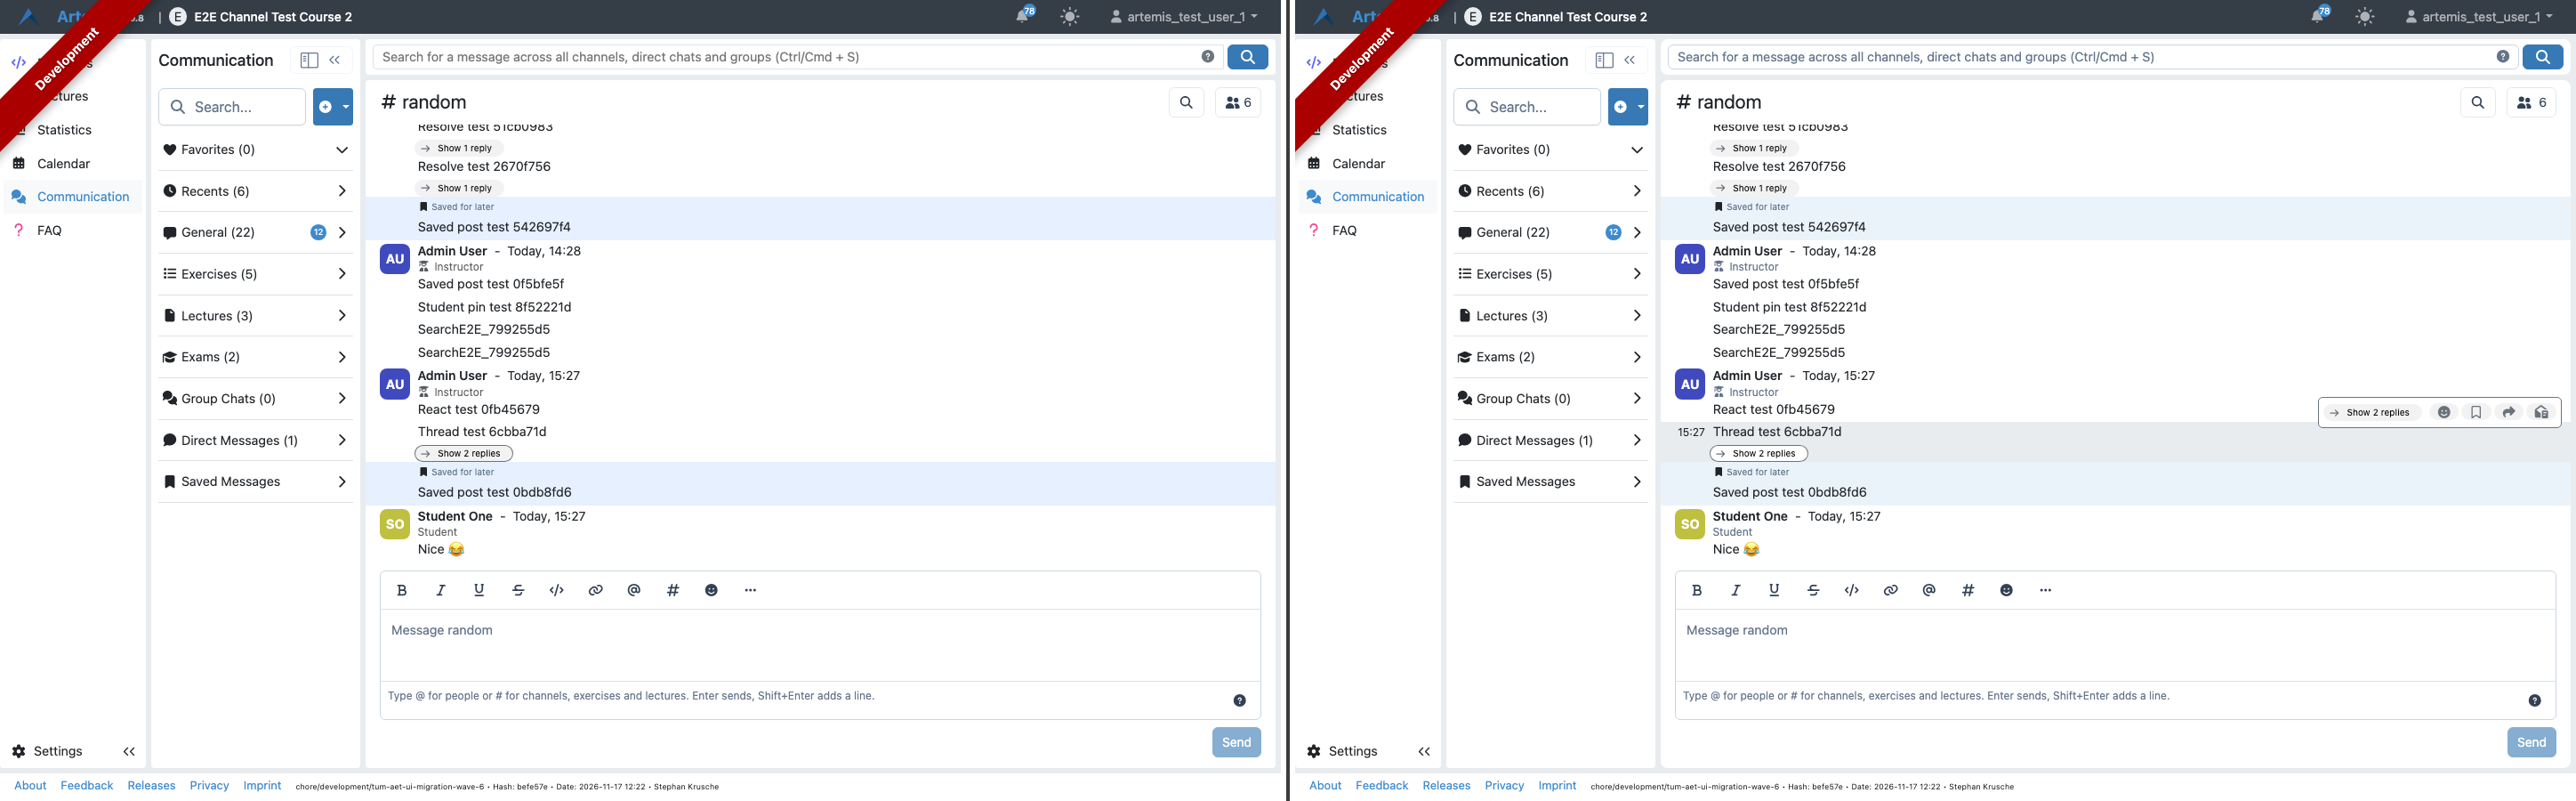 Development
E
E2E Channel Test Course 2
78
artemis_test_user_1
Statistics
Calendar
Communication
FAQ
Settings
Communication
Search...
Favorites (0)
Recents (6)
General (22)
12
Exercises (5)
Lectures (3)
Exams (2)
Group Chats (0)
Direct Messages (1)
Saved Messages
Search for a message across all channels, direct chats and groups (Ctrl/Cmd + S)
# random
6
Resolve test 51cb0983
Show 1 reply
Resolve test 2670f756
Show 1 reply
Saved for later
Saved post test 542697f4
AU
Admin User - Today, 14:28
Instructor
Saved post test 0f5bfe5f
Student pin test 8f52221d
SearchE2E_799255d5
SearchE2E_799255d5
AU
Admin User - Today, 15:27
Instructor
React test 0fb45679
Thread test 6cbba71d
Show 2 replies
Saved for later
Saved post test 0bdb8fd6
SO
Student One - Today, 15:27
Student
Nice 😂
Message random
Type @ for people or # for channels, exercises and lectures. Enter sends, Shift+Enter adds a line.
Send
About Feedback Releases Privacy Imprint chore/development/tum-aet-ui-migration-wave-6 • Hash: befe57e • Date: 2026-11-17 12:22 • Stephan Krusche
Development
E
E2E Channel Test Course 2
78
artemis_test_user_1
Statistics
Calendar
Communication
FAQ
Settings
Communication
Search...
Favorites (0)
Recents (6)
General (22)
12
Exercises (5)
Lectures (3)
Exams (2)
Group Chats (0)
Direct Messages (1)
Saved Messages
Search for a message across all channels, direct chats and groups (Ctrl/Cmd + S)
# random
6
Resolve test 51cb0983
Show 1 reply
Resolve test 2670f756
Show 1 reply
Saved for later
Saved post test 542697f4
AU
Admin User - Today, 14:28
Instructor
Saved post test 0f5bfe5f
Student pin test 8f52221d
SearchE2E_799255d5
SearchE2E_799255d5
AU
Admin User - Today, 15:27
Instructor
React test 0fb45679
Show 2 replies
15:27 Thread test 6cbba71d
Show 2 replies
Saved for later
Saved post test 0bdb8fd6
SO
Student One - Today, 15:27
Student
Nice 😂
Message random
Type @ for people or # for channels, exercises and lectures. Enter sends, Shift+Enter adds a line.
Send
About Feedback Releases Privacy Imprint chore/development/tum-aet-ui-migration-wave-6 • Hash: befe57e • Date: 2026-11-17 12:22 • Stephan Krusche